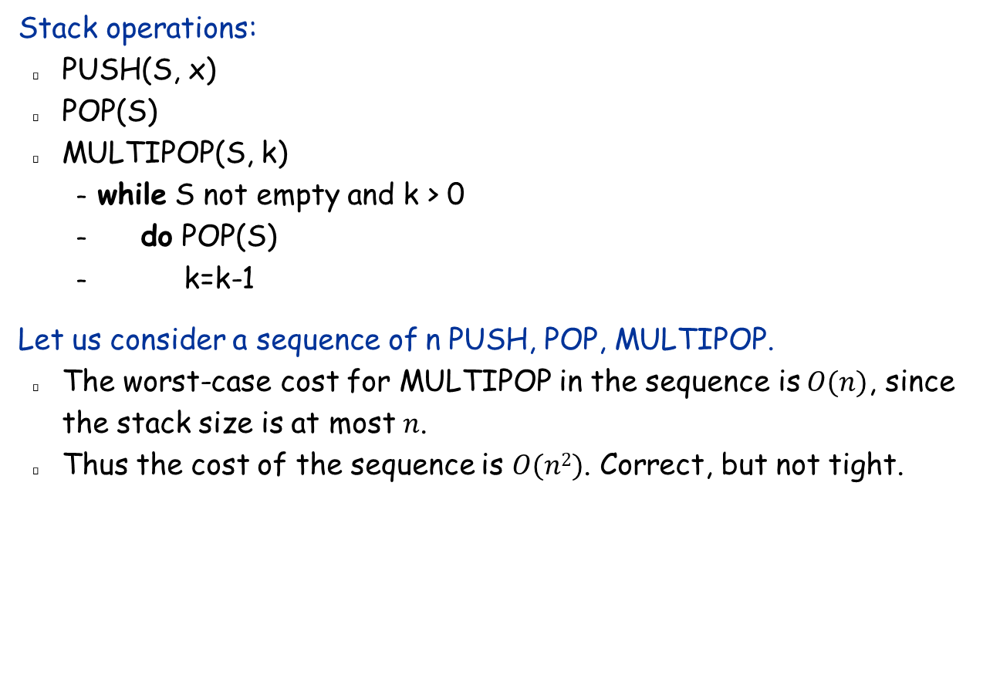 Stack operations:
▯ PUSH(S, x)
▯ POP(S)
▯ MULTIPOP(S, k)
- while S not empty and k > 0
- do POP(S)
- k=k-1
Let us consider a sequence of n PUSH, POP, MULTIPOP.
▯ The worst-case cost for MULTIPOP in the sequence is O(n), since
the stack size is at most n.
▯ Thus the cost of the sequence is O(n²). Correct, but not tight.